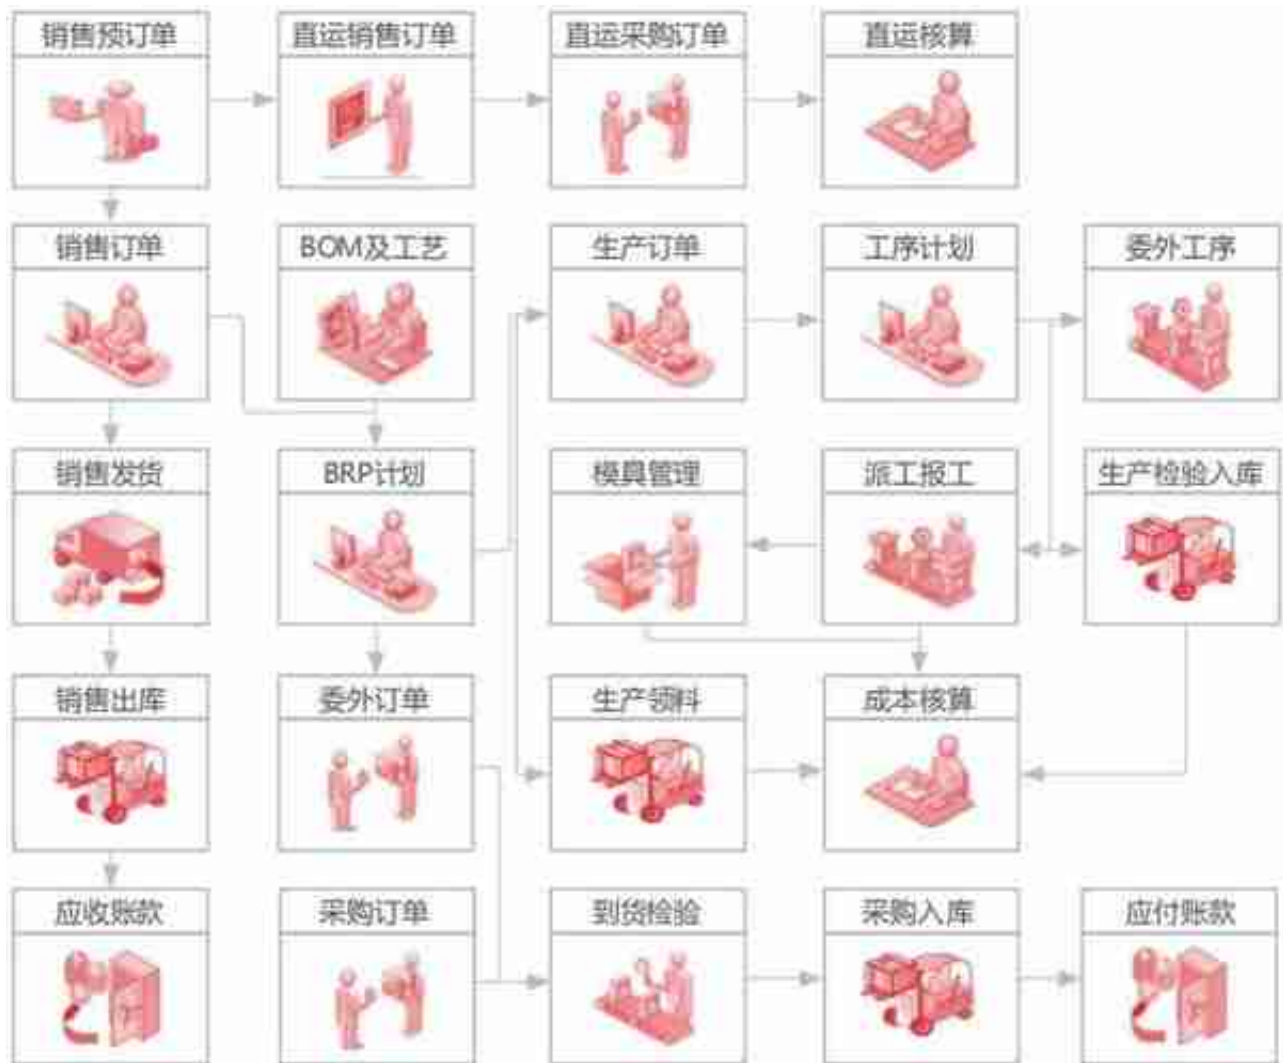 销售预订单
直运销售订单
直运采购订单
直运核算
销售订单
BOM及工艺
生产订单
工序计划
委外工序
销售发货
BRP计划
模具管理
派工报工
生产检验入库
销售出库
委外订单
生产领料
成本核算
应收账款
采购订单
到货检验
采购入库
应付账款